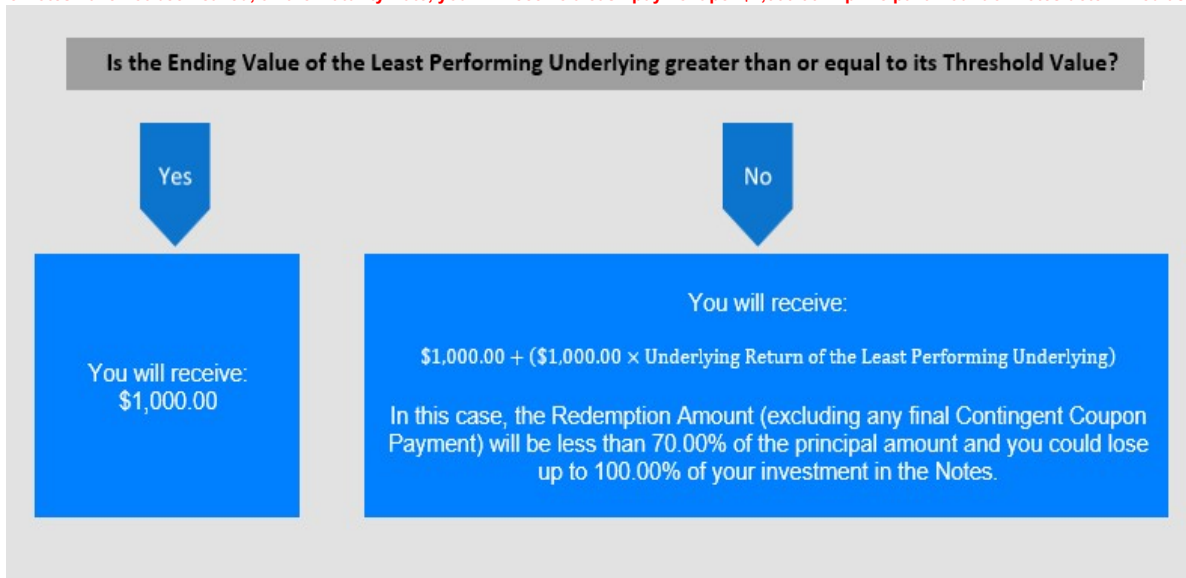 Is the Ending Value of the Least Performing Underlying greater than or equal to its Threshold Value?
Yes
No
You will receive:
$1,000.00
You will receive:
$1,000.00 + ($1,000.00 × Underlying Return of the Least Performing Underlying)
In this case, the Redemption Amount (excluding any final Contingent Coupon
Payment) will be less than 70.00% of the principal amount and you could lose
up to 100.00% of your investment in the Notes.